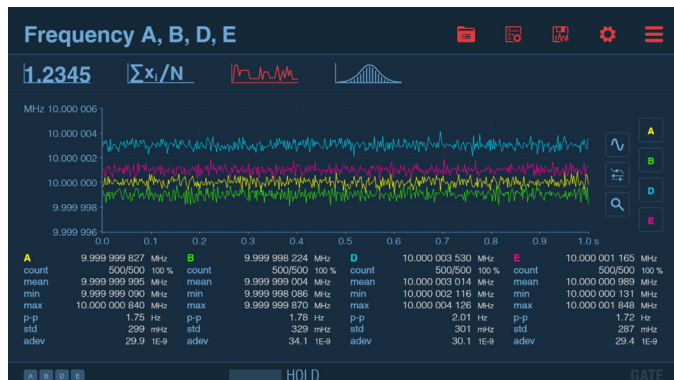 Frequency A, B, D, E
1.2345 ∑xᵢ/N
MHz 10.000 006
10.000 004
10.000 002
10.000 000
9.999 998
9.999 996
0.0 0.1 0.2 0.3 0.4 0.5 0.6 0.7 0.8 0.9 1.0 s
A
B
D
E
A 9.999 999 827 MHz B 9.999 998 224 MHz D 10.000 003 530 MHz E 10.000 001 165 MHz
count 500/500 100 % count 500/500 100 % count 500/500 100 % count 500/500 100 %
mean 9.999 999 995 MHz mean 9.999 999 004 MHz mean 10.000 003 014 MHz mean 10.000 000 989 MHz
min 9.999 999 090 MHz min 9.999 998 086 MHz min 10.000 002 116 MHz min 10.000 000 131 MHz
max 10.000 000 840 MHz max 9.999 999 870 MHz max 10.000 004 126 MHz max 10.000 001 848 MHz
p-p 1.75 Hz p-p 1.78 Hz p-p 2.01 Hz p-p 1.72 Hz
std 299 mHz std 329 mHz std 301 mHz std 287 mHz
adev 29.9 1E-9 adev 34.1 1E-9 adev 30.1 1E-9 adev 29.4 1E-9
A B D E HOLD GATE